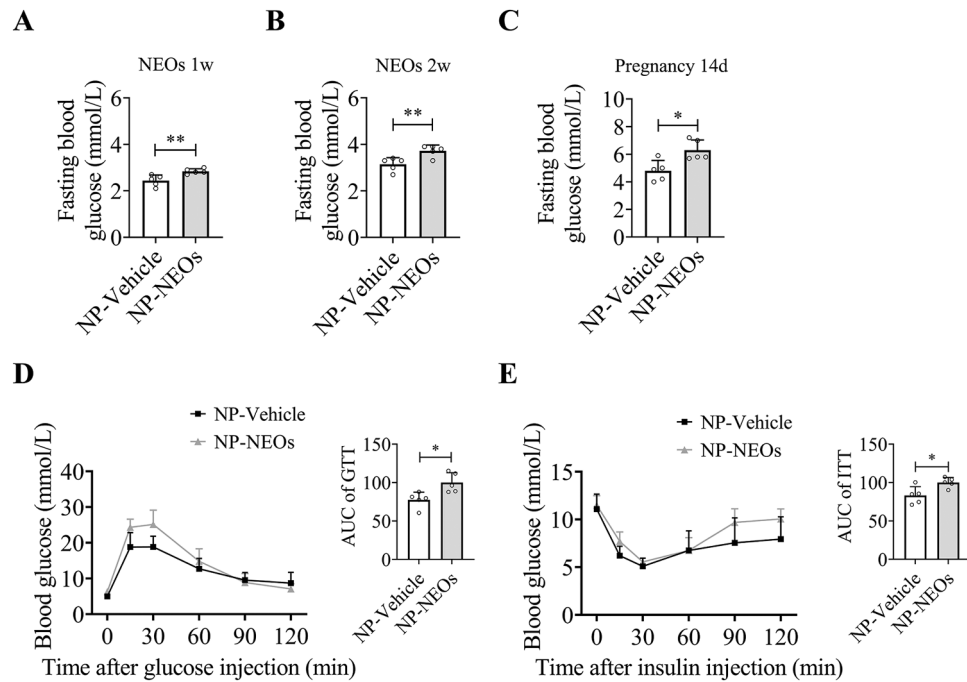 A
NEOs 1w
Fasting blood
glucose (mmol/L)
6
4
2
0
**
NP-Vehicle
NP-NEOs
B
NEOs 2w
Fasting blood
glucose (mmol/L)
6
4
2
0
**
NP-Vehicle
NP-NEOs
C
Pregnancy 14d
Fasting blood
glucose (mmol/L)
10
8
6
4
2
0
*
NP-Vehicle
NP-NEOs
D
NP-Vehicle
NP-NEOs
Blood glucose (mmol/L)
40
30
20
10
0
0 30 60 90 120
Time after glucose injection (min)
AUC of GTT
150
100
50
0
*
NP-Vehicle
NP-NEOs
E
NP-Vehicle
NP-NEOs
Blood glucose (mmol/L)
15
10
5
0
0 30 60 90 120
Time after insulin injection (min)
AUC of ITT
150
100
50
0
*
NP-Vehicle
NP-NEOs